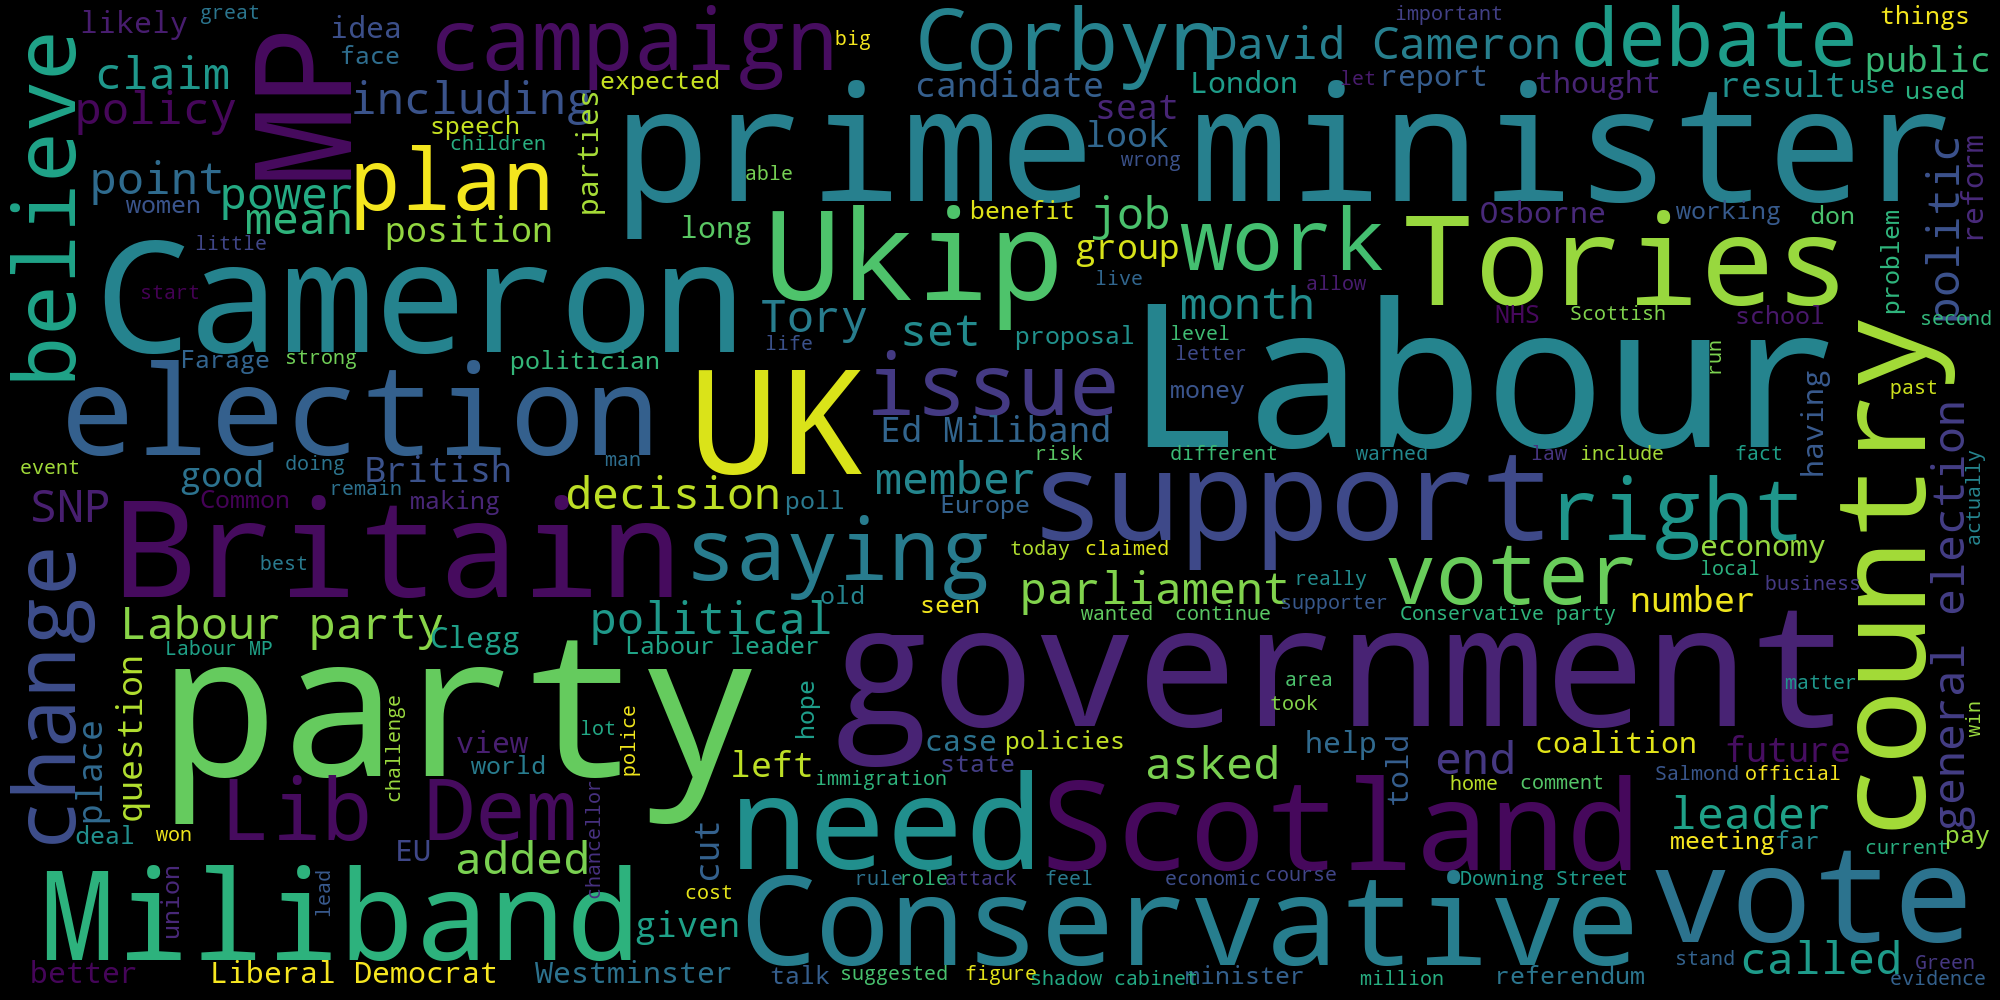 likely
great
idea
face
campaign
big
Corbyn
David Cameron
important
debate
things
believe
claim
policy
MP
including
expected
candidate
London
let
report
thought
result
use
public
used
speech
children
parties
prime minister
seat
look
wrong
politic
reform
point
women
power
mean
plan
position
able
long
Ukip
benefit
job
group
live
work
month
allow
Tories
Osborne
working
don
problem
little
start
Cameron
Tory
life
set
proposal
level
letter
money
NHS
Scottish
school
second
Farage
strong
politician
election
UK
issue
Ed Miliband
Labour
run
past
having
country
event
good
doing
British
man
remain
Common
making
SNP
decision
poll
member
Europe
risk
different
warned
law
include
fact
actually
general election
change
Britain
best
saying
old
today
claimed
support
right
economy
local
business
Labour party
Clegg
Labour MP
political
Labour leader
seen
parliament
wanted
continue
really
supporter
voter
Conservative party
number
question
place
party
challenge
lot
police
hope
government
area
took
matter
win
view
world
left
case
state
policies
immigration
asked
help
told
end
home
coalition
comment
future
Salmond
official
deal
won
Lib Dem
EU
added
chancellor
cut
need
Scotland
leader
meeting
far
current
pay
union
lead
Miliband
cost
given
rule
role
attack
feel
economic
course
Downing Street
Conservative
vote
better
Liberal Democrat
Westminster
talk
suggested
figure
shadow cabinet
minister
million
referendum
stand
called
Green
evidence